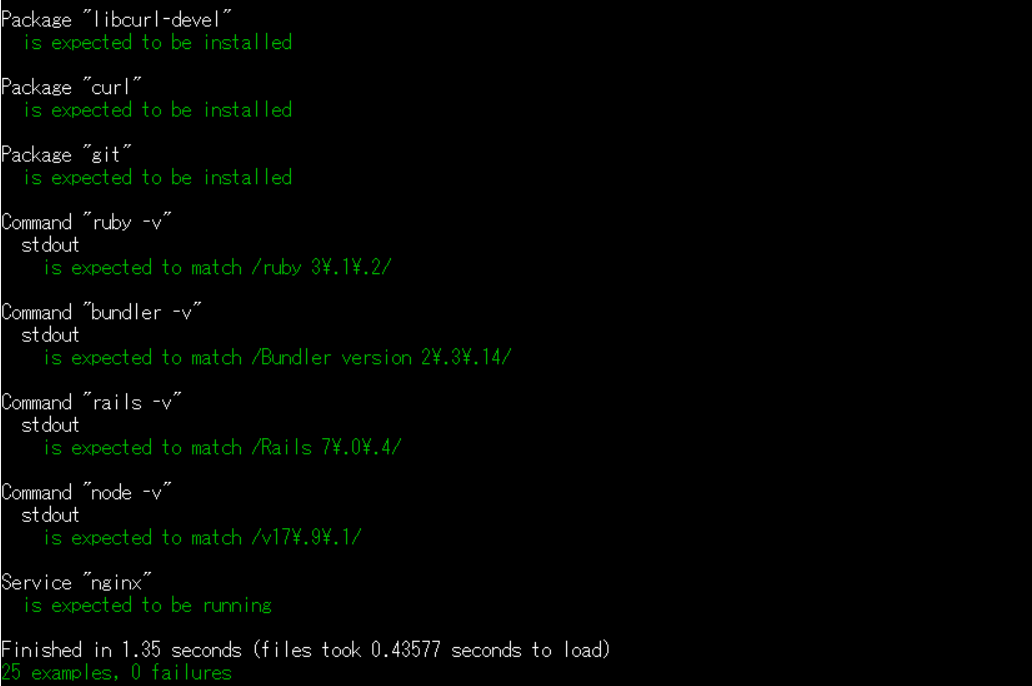 Package "libcurl-devel"
is expected to be installed
Package "curl"
is expected to be installed
Package "git"
is expected to be installed
Command "ruby -v"
stdout
is expected to match /ruby 3¥.1¥.2/
Command "bundler -v"
stdout
is expected to match /Bundler version 2¥.3¥.14/
Command "rails -v"
stdout
is expected to match /Rails 7¥.0¥.4/
Command "node -v"
stdout
is expected to match /v17¥.9¥.1/
Service "nginx"
is expected to be running
Finished in 1.35 seconds (files took 0.43577 seconds to load)
25 examples, 0 failures